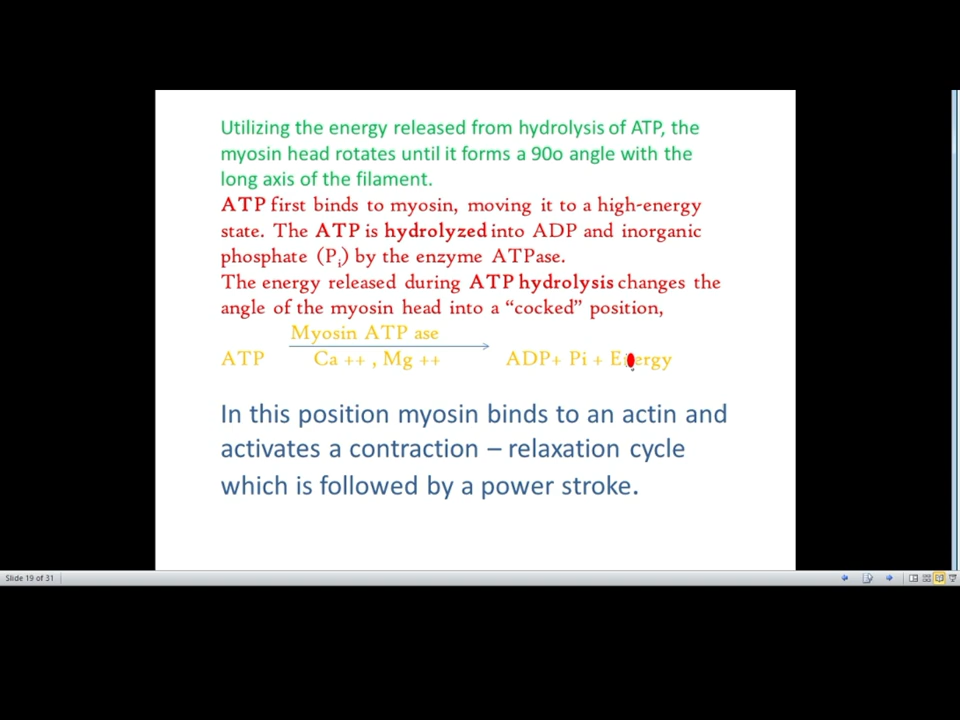 Utilizing the energy released from hydrolysis of ATP, the
myosin head rotates until it forms a 90o angle with the
long axis of the filament.
ATP first binds to myosin, moving it to a high-energy
state. The ATP is hydrolyzed into ADP and inorganic
phosphate (Pi) by the enzyme ATPase.
The energy released during ATP hydrolysis changes the
angle of the myosin head into a “cocked” position,
Myosin ATP ase
ATP Ca ++ , Mg ++ ADP+ Pi + Energy
In this position myosin binds to an actin and
activates a contraction – relaxation cycle
which is followed by a power stroke.
Slide 19 of 31